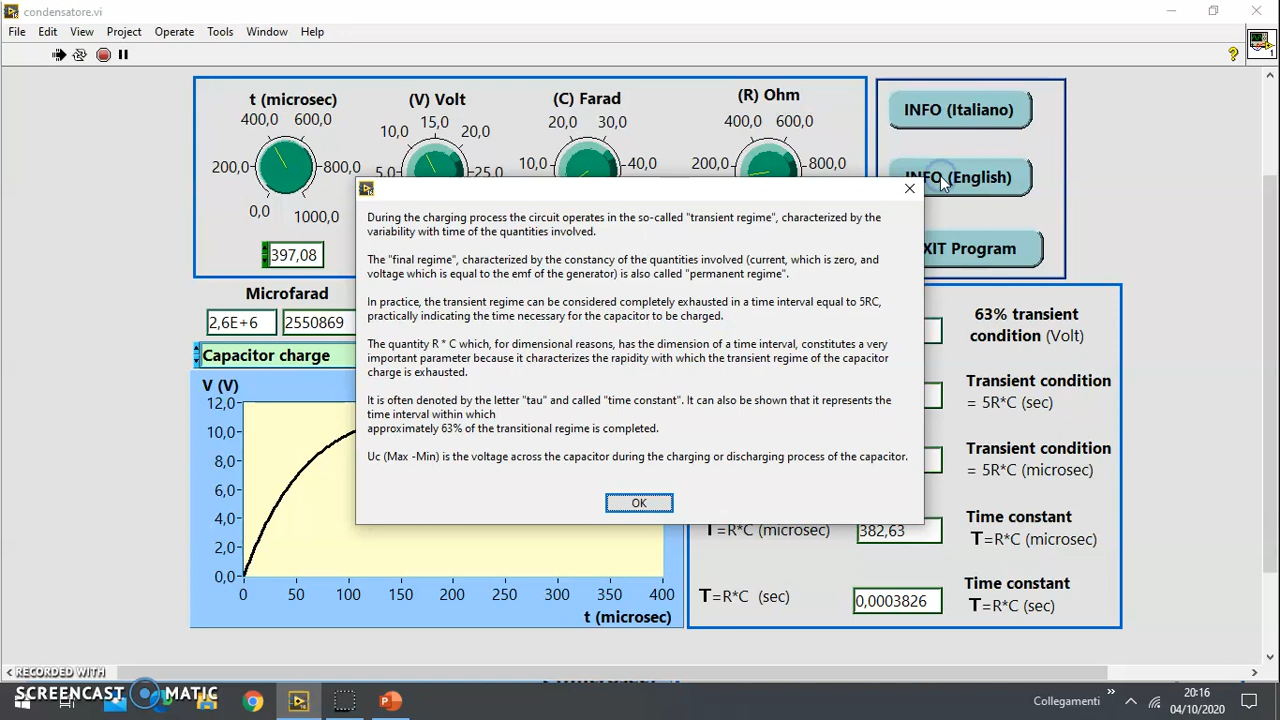 condensatore.vi
File Edit View Project Operate Tools Window Help
t (microsec)
400,0 600,0
200,0 800,0
0,0 1000,0
397,08
(V) Volt
15,0
10,0 20,0
5,0 25,0
(C) Farad
20,0 30,0
10,0 40,0
(R) Ohm
400,0 600,0
200,0 800,0
INFO (Italiano)
INFO (English)
EXIT Program
During the charging process the circuit operates in the so-called "transient regime", characterized by the
variability with time of the quantities involved.
The "final regime", characterized by the constancy of the quantities involved (current, which is zero, and
voltage which is equal to the emf of the generator) is also called "permanent regime".
In practice, the transient regime can be considered completely exhausted in a time interval equal to 5RC,
practically indicating the time necessary for the capacitor to be charged.
The quantity R * C which, for dimensional reasons, has the dimension of a time interval, constitutes a very
important parameter because it characterizes the rapidity with which the transient regime of the capacitor
charge is exhausted.
It is often denoted by the letter "tau" and called "time constant". It can also be shown that it represents the
time interval within which
approximately 63% of the transitional regime is completed.
Uc (Max -Min) is the voltage across the capacitor during the charging or discharging process of the capacitor.
OK
Microfarad
2,6E+6 2550869
Capacitor charge
V (V)
12,0
10,0
8,0
6,0
4,0
2,0
0,0
0 50 100 150 200 250 300 350 400
t (microsec)
63% transient
condition (Volt)
Transient condition
= 5R*C (sec)
Transient condition
= 5R*C (microsec)
T=R*C (microsec) 382,63
Time constant
T=R*C (microsec)
T=R*C (sec) 0,0003826
Time constant
T=R*C (sec)
RECORDED WITH
SCREENCAST MATIC
Collegamenti
20:16
04/10/2020